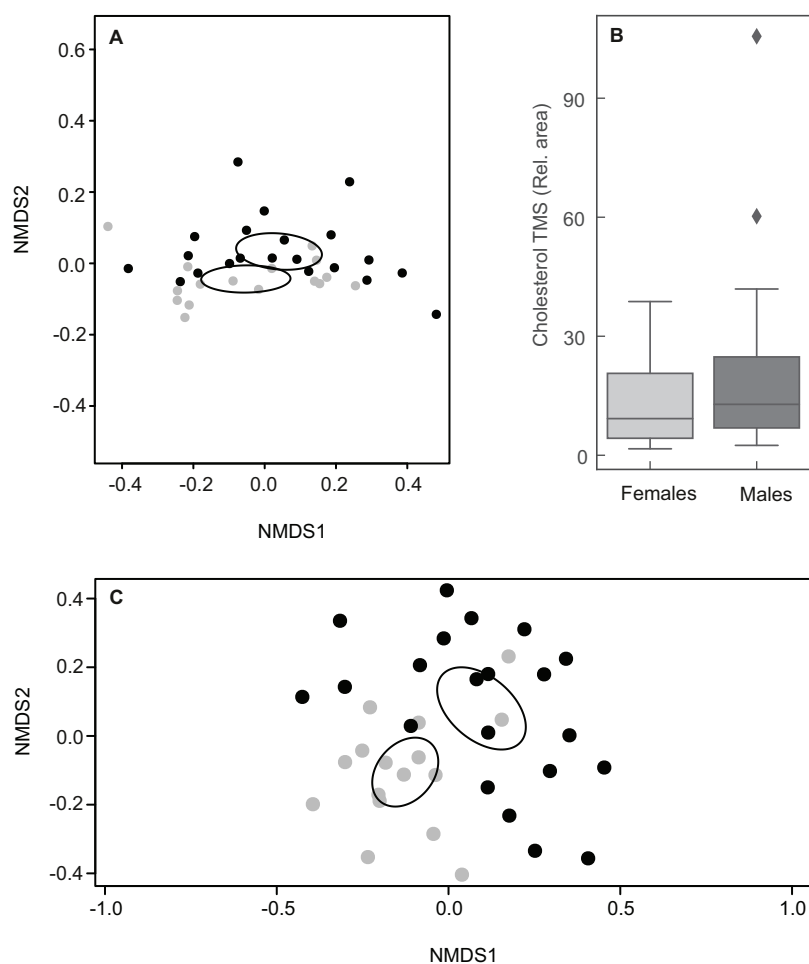 A
0.6
0.4
0.2
0.0
-0.2
-0.4
NMDS2
-0.4 -0.2 0.0 0.2 0.4
NMDS1
B
90
60
30
0
Cholesterol TMS (Rel. area)
Females Males
C
0.4
0.2
0.0
-0.2
-0.4
NMDS2
-1.0 -0.5 0.0 0.5 1.0
NMDS1